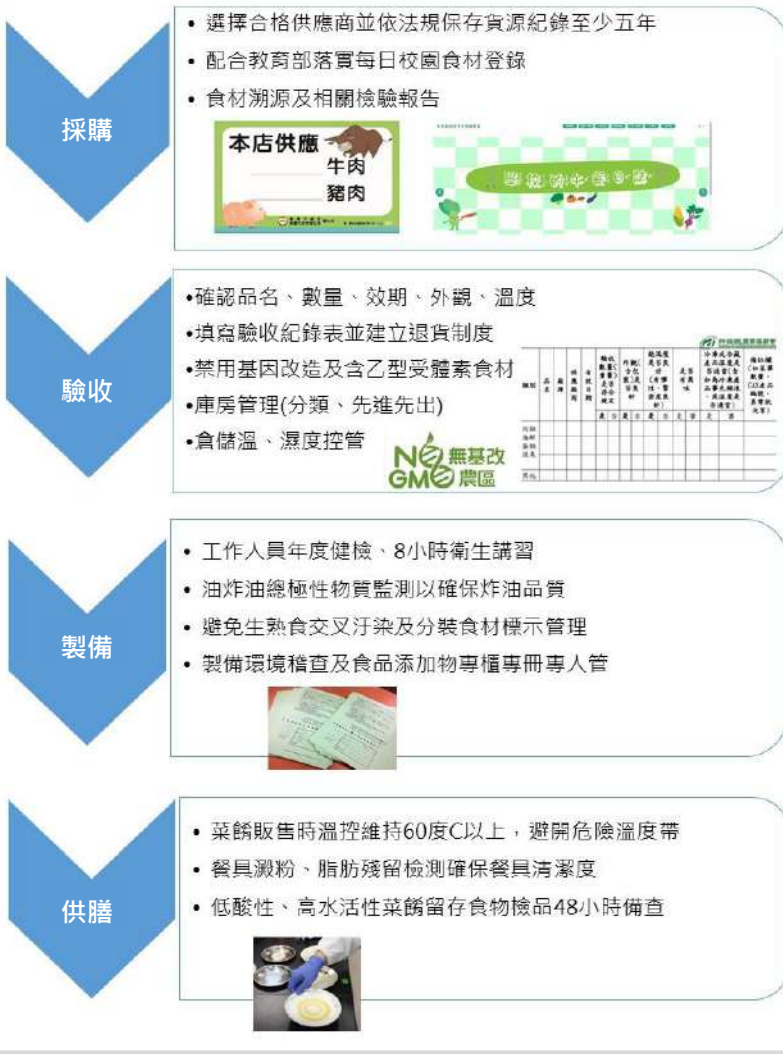 採購
• 選擇合格供應商並依法規保存貨源紀錄至少五年
• 配合教育部落實每日校園食材登錄
• 食材溯源及相關檢驗報告
本店供應
牛肉
豬肉
驗收
•確認品名、數量、效期、外觀、溫度
•填寫驗收紀錄表並建立退貨制度
•禁用基因改造及含乙型受體素食材
•庫房管理(分類、先進先出)
•倉儲溫、濕度控管
NO 無基改
GMO 農區
製備
• 工作人員年度健檢、8小時衛生講習
• 油炸油總極性物質監測以確保炸油品質
• 避免生熟食交叉汙染及分裝食材標示管理
• 製備環境稽查及食品添加物專櫃專冊專人管
供膳
• 菜餚販售時溫控維持60度C以上，避開危險溫度帶
• 餐具澱粉、脂肪殘留檢測確保餐具清潔度
• 低酸性、高水活性菜餚留存食物檢品48小時備查